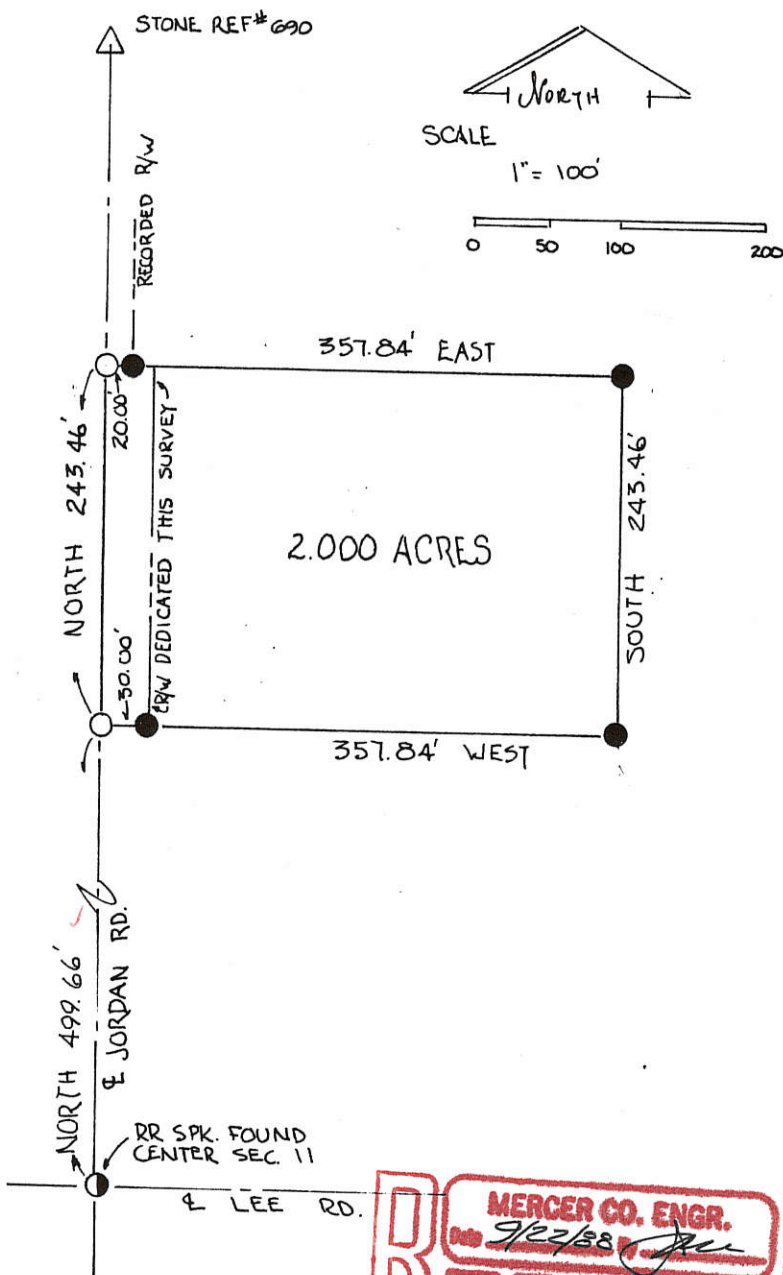 STONE REF# 690
NORTH
SCALE
1" = 100'
0 50 100 200
RECORDED R/W
357.84' EAST
20.00'
NORTH 243.46'
R/W DEDICATED THIS SURVEY
2.000 ACRES
SOUTH 243.46'
30.00'
357.84' WEST
NORTH 499.66'
℄ JORDAN RD.
RR SPK. FOUND
CENTER SEC. 11
℄ LEE RD.
MERCER CO. ENGR.
Date 9/22/88